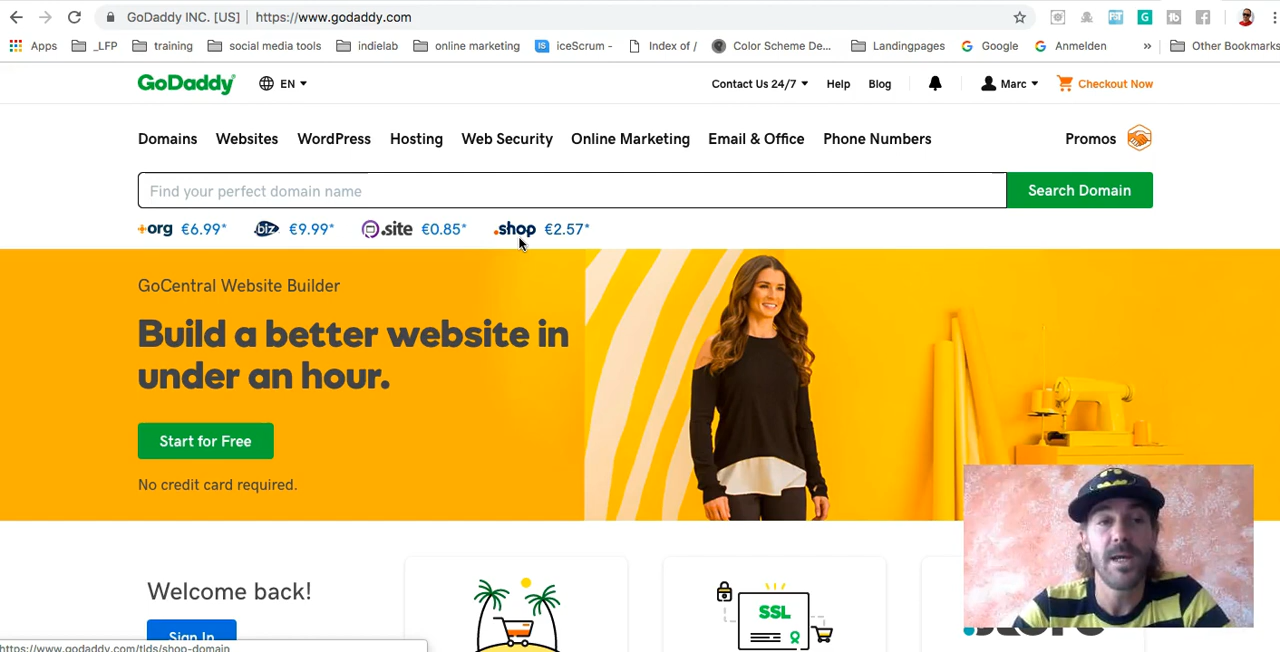 GoDaddy INC. [US] | https://www.godaddy.com
Apps _LFP training social media tools indielab online marketing iceScrum - Index of / Color Scheme De... Landingpages Google Anmelden » Other Bookmarks
GoDaddy EN Contact Us 24/7 Help Blog Marc Checkout Now
Domains Websites WordPress Hosting Web Security Online Marketing Email & Office Phone Numbers Promos
Find your perfect domain name Search Domain
+org €6.99* .biz €9.99* .site €0.85* .shop €2.57*
GoCentral Website Builder
Build a better website in
under an hour.
Start for Free
No credit card required.
Welcome back!
Sign In
SSL
https://www.godaddy.com/tlds/shop-domain